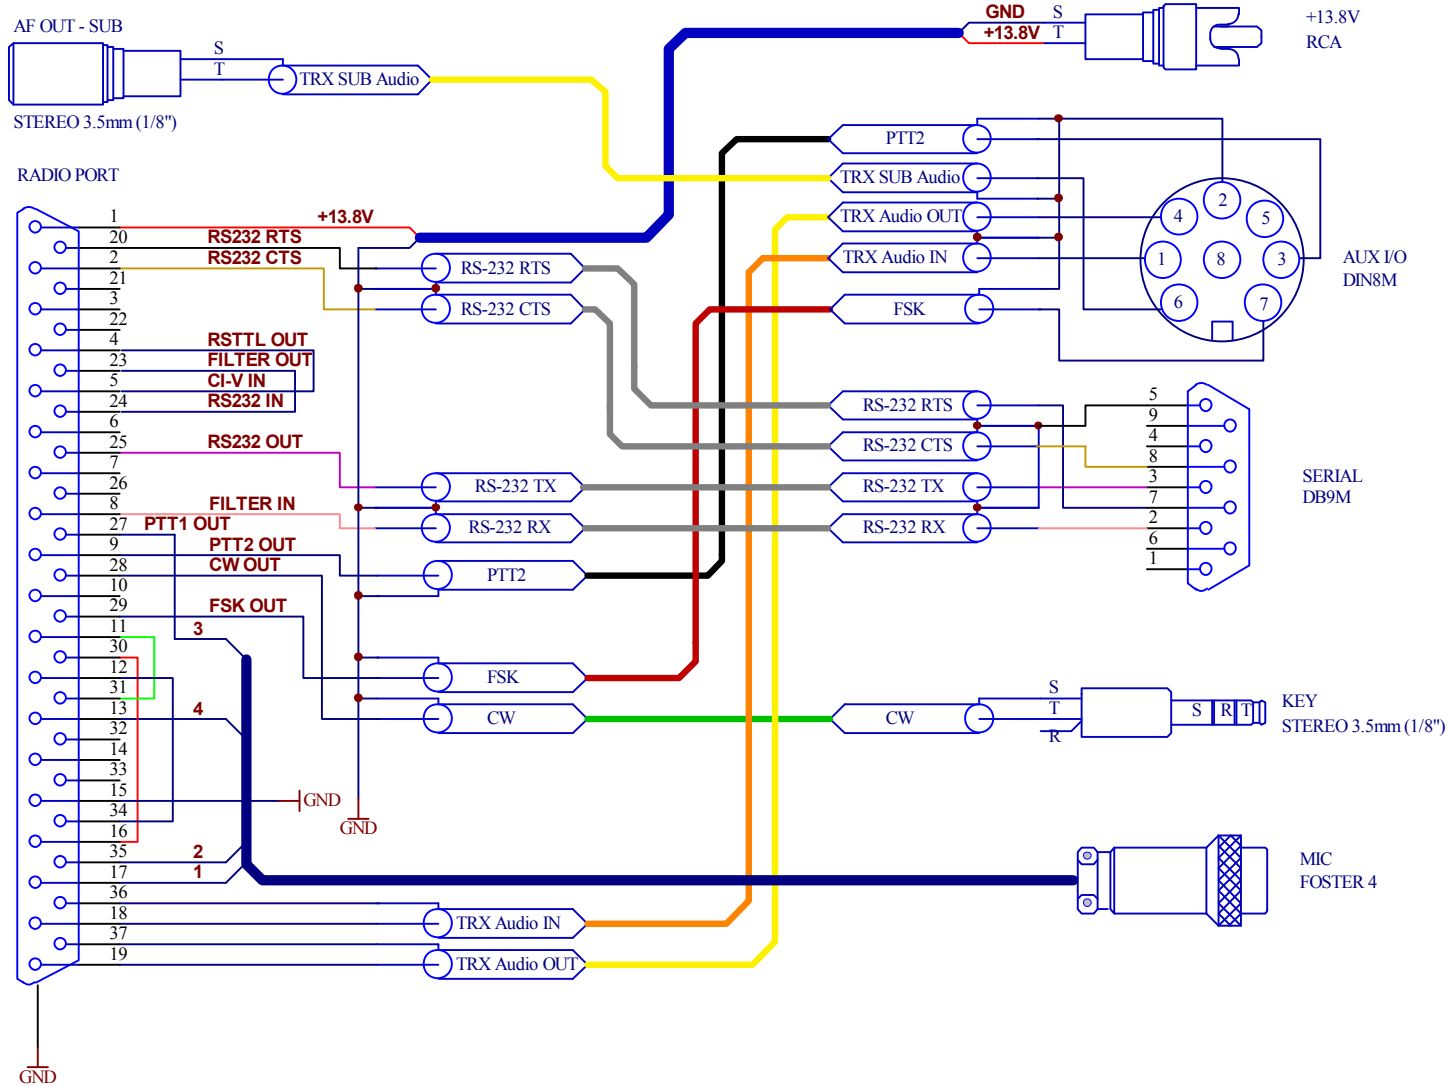 AF OUT - SUB
S
T
TRX SUB Audio
STEREO 3.5mm (1/8")
GND S
+13.8V T
+13.8V
RCA
RADIO PORT
1 +13.8V
20 RS232 RTS
2 RS232 CTS
21
3
22
4 RSTTL OUT
23 FILTER OUT
5 CI-V IN
24 RS232 IN
6
25 RS232 OUT
7
26
8 FILTER IN
27 PTT1 OUT
9 PTT2 OUT
28 CW OUT
10
29 FSK OUT
11
3
30
12
31
13 4
32
14
33
15 GND
34
16
35 2
17 1
36
18
37
19
GND
RS-232 RTS
RS-232 CTS
RS-232 TX
RS-232 RX
PTT2
FSK
CW
GND
TRX Audio IN
TRX Audio OUT
PTT2
TRX SUB Audio
TRX Audio OUT
TRX Audio IN
FSK
2
4
5
1
8
3
6
7
AUX I/O
DIN8M
RS-232 RTS
RS-232 CTS
RS-232 TX
RS-232 RX
5
9
4
8
3
7
2
6
1
SERIAL
DB9M
CW
S
T
R
S R T
KEY
STEREO 3.5mm (1/8")
MIC
FOSTER 4